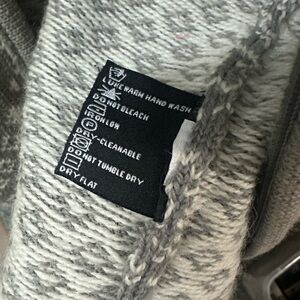 LUKEWARM HAND WASH
DO NOT BLEACH
IRON LOW
DRY-CLEANABLE
DO NOT TUMBLE DRY
DRY FLAT